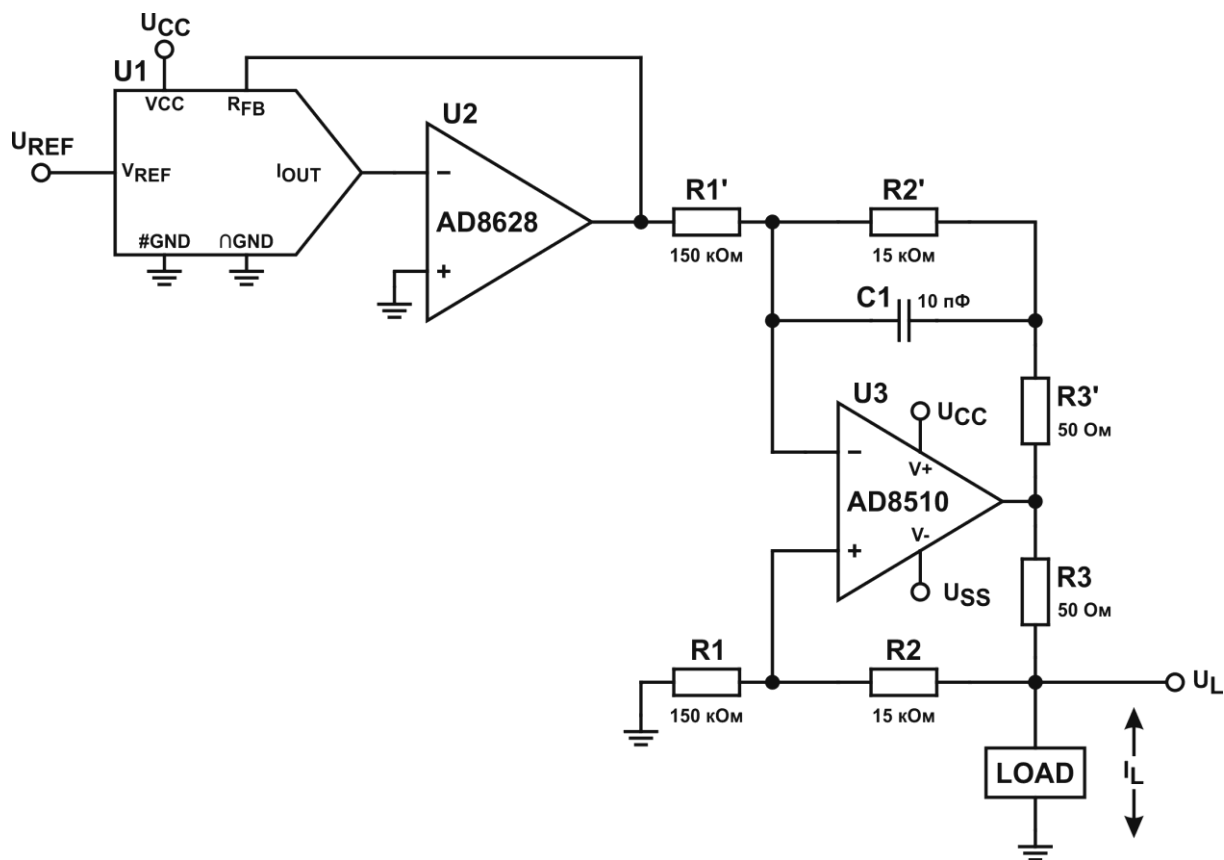 UCC
U1
VCC RFB
U2
UREF
VREF IOUT
#GND ∩GND
−
AD8628
+
R1'
150 кОм
R2'
15 кОм
C1 10 пФ
R3'
50 Ом
U3
UCC
V+
−
AD8510
V-
+
USS
R3
50 Ом
R1
150 кОм
R2
15 кОм
UL
LOAD
IL